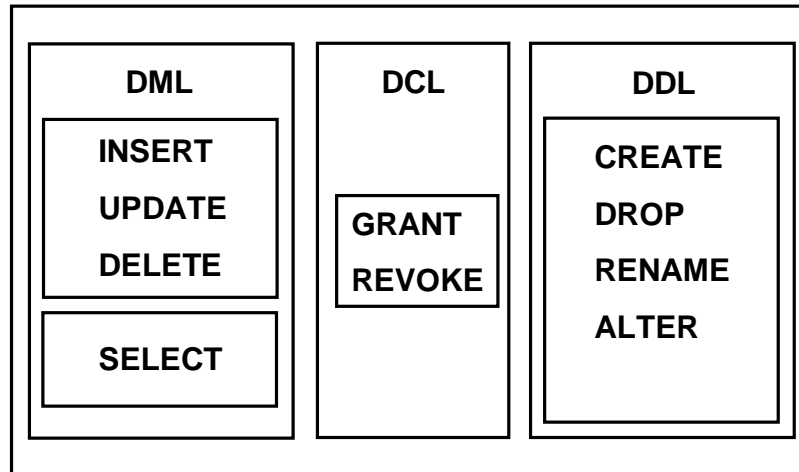 DML
INSERT
UPDATE
DELETE
SELECT
DCL
GRANT
REVOKE
DDL
CREATE
DROP
RENAME
ALTER